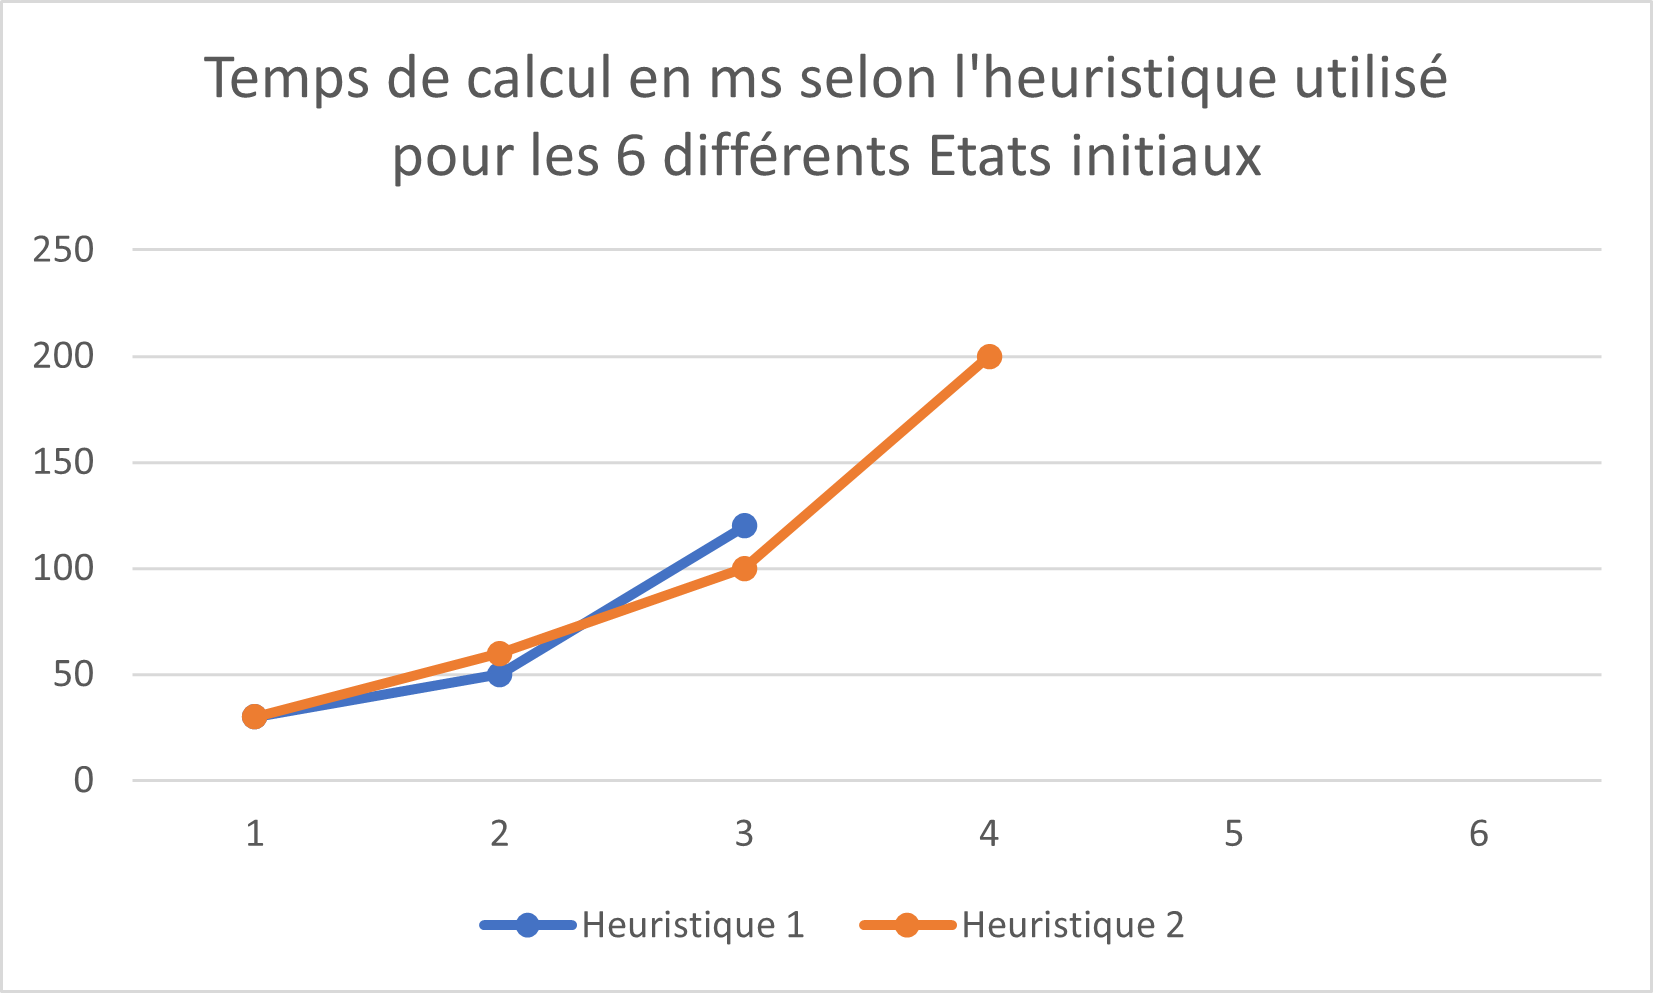 Temps de calcul en ms selon l'heuristique utilisé
pour les 6 différents Etats initiaux
250
200
150
100
50
0
1 2 3 4 5 6
Heuristique 1 Heuristique 2